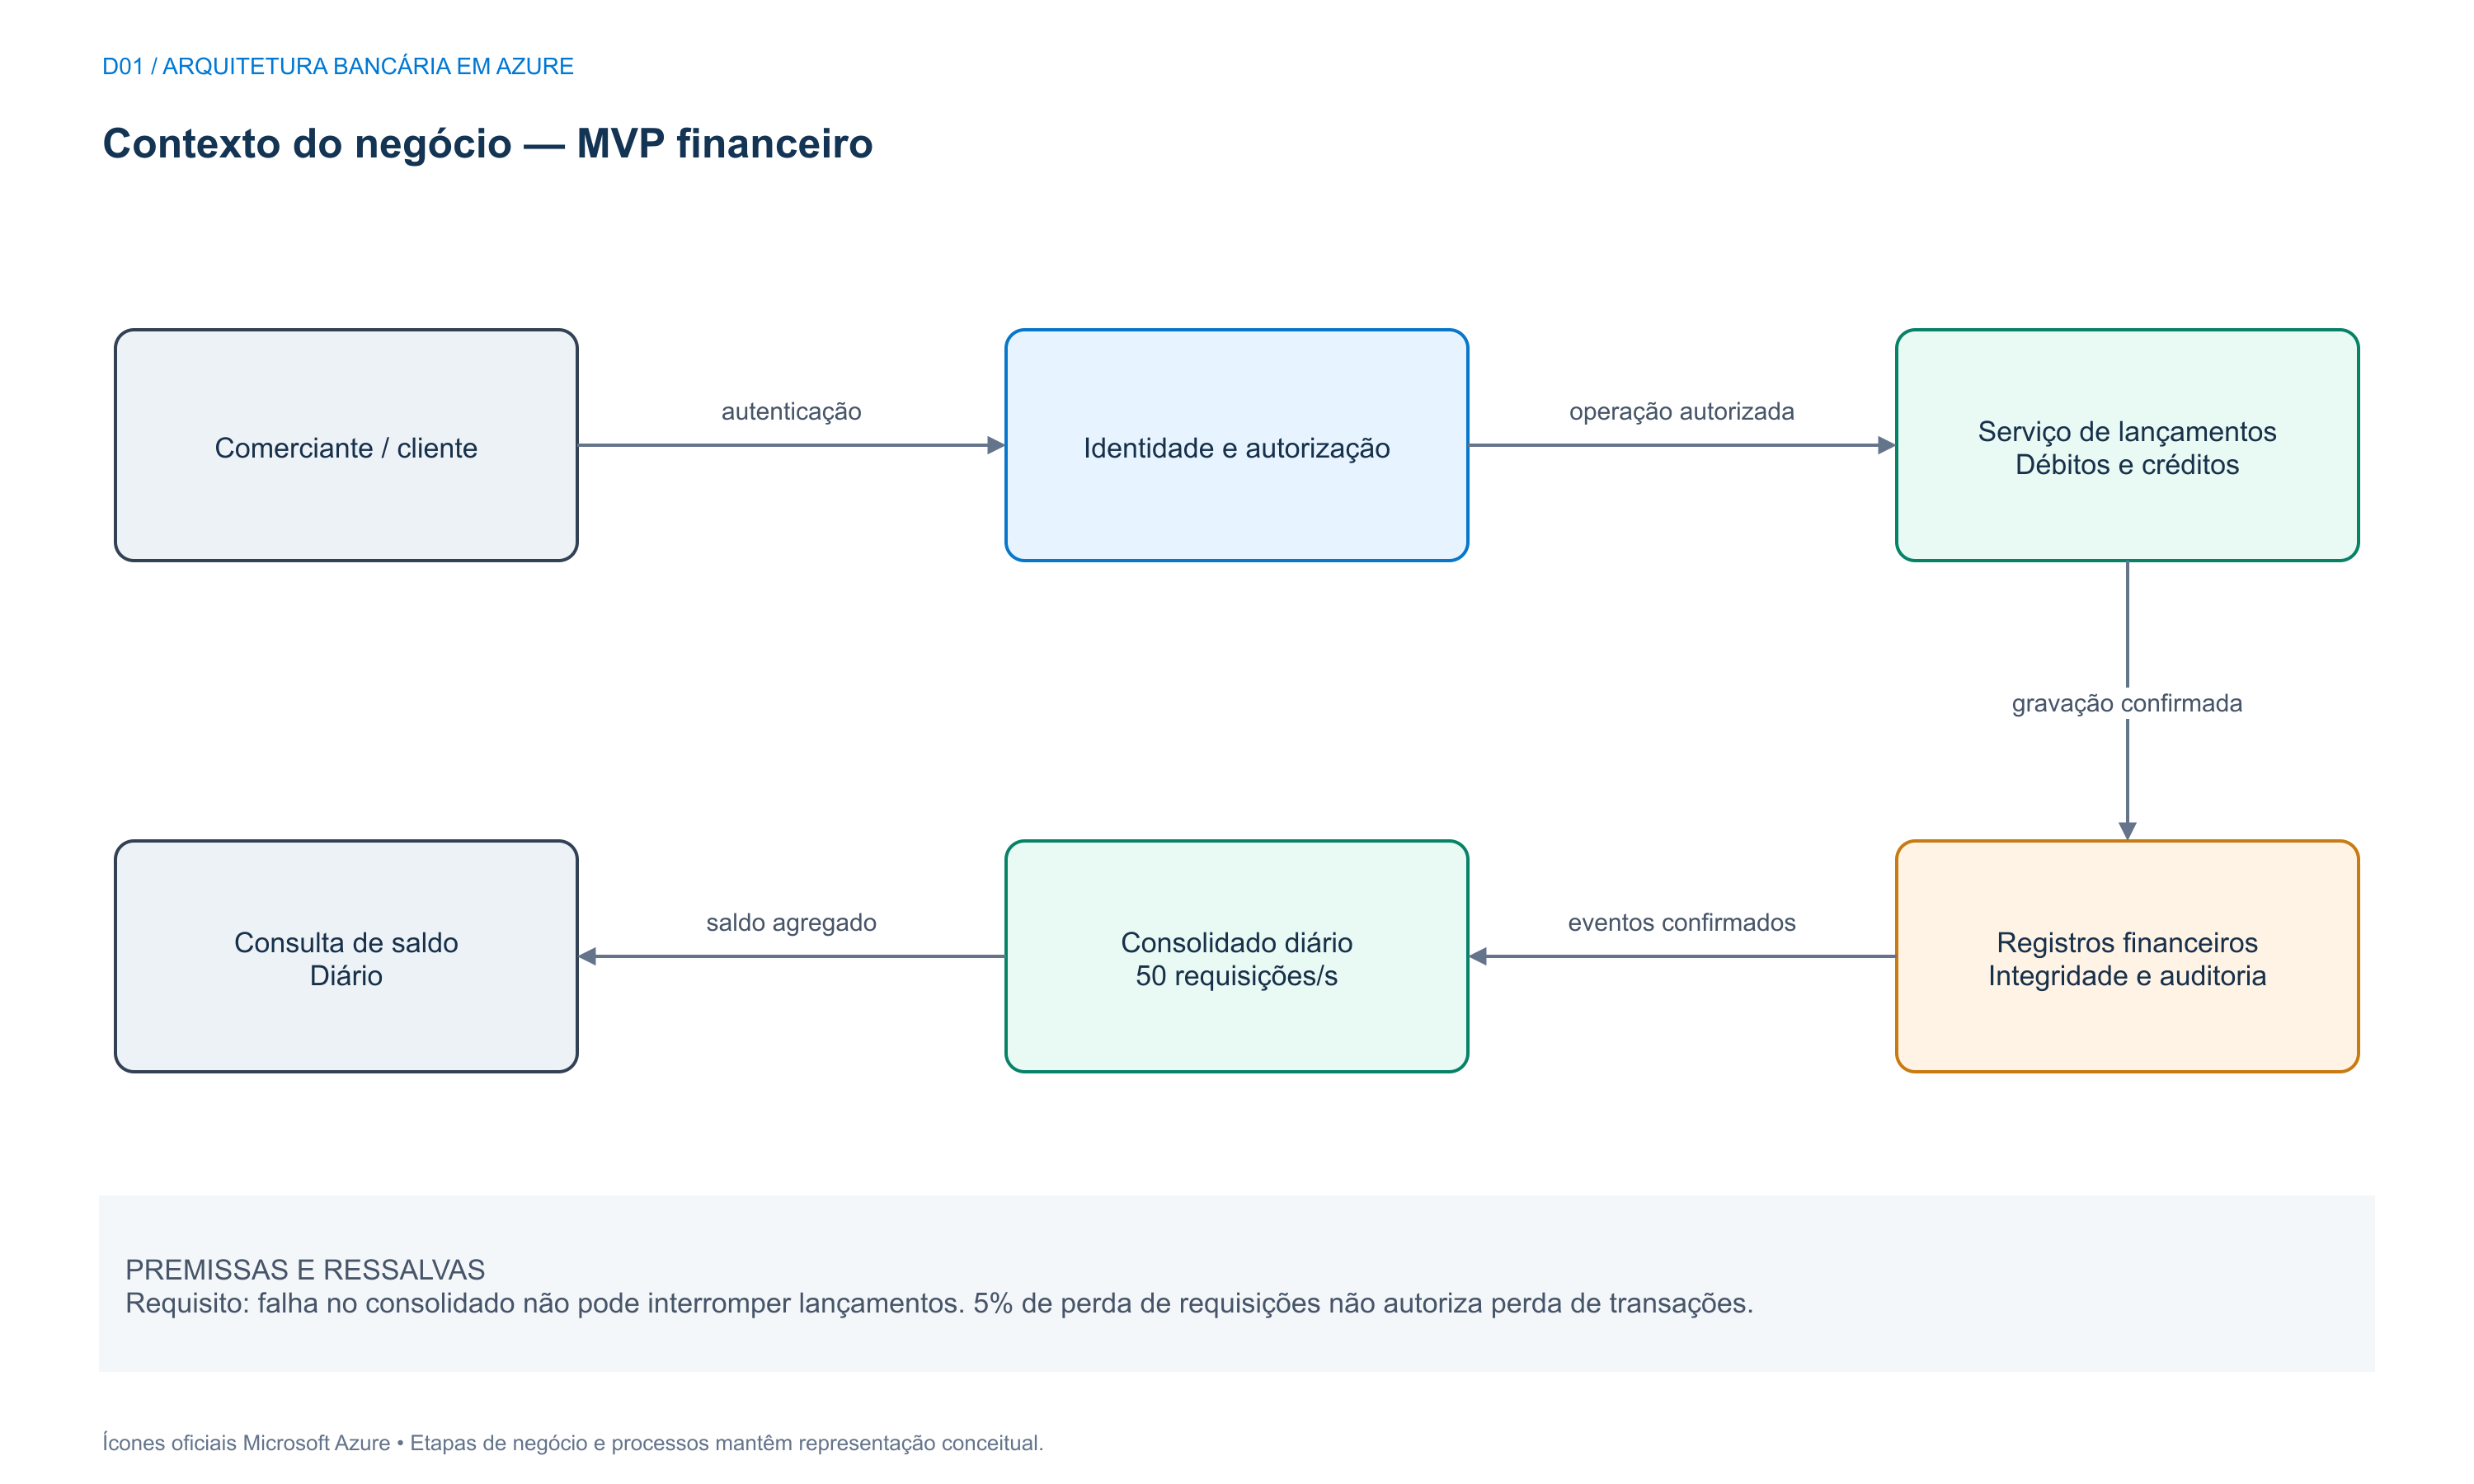 D01 / ARQUITETURA BANCÁRIA EM AZURE
Contexto do negócio — MVP financeiro
Comerciante / cliente
autenticação
Identidade e autorização
operação autorizada
Serviço de lançamentos
Débitos e créditos
gravação confirmada
Consulta de saldo
Diário
saldo agregado
Consolidado diário
50 requisições/s
eventos confirmados
Registros financeiros
Integridade e auditoria
PREMISSAS E RESSALVAS
Requisito: falha no consolidado não pode interromper lançamentos. 5% de perda de requisições não autoriza perda de transações.
Ícones oficiais Microsoft Azure • Etapas de negócio e processos mantêm representação conceitual.